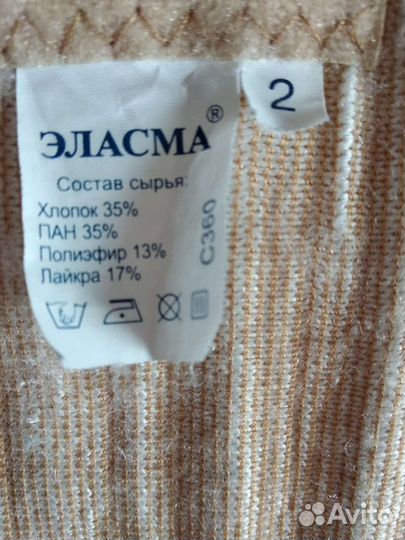 ЭЛАСМА®
2
Состав сырья:
Хлопок 35%
ПАН 35%
Полиэфир 13%
Лайкра 17%
С360
Avito